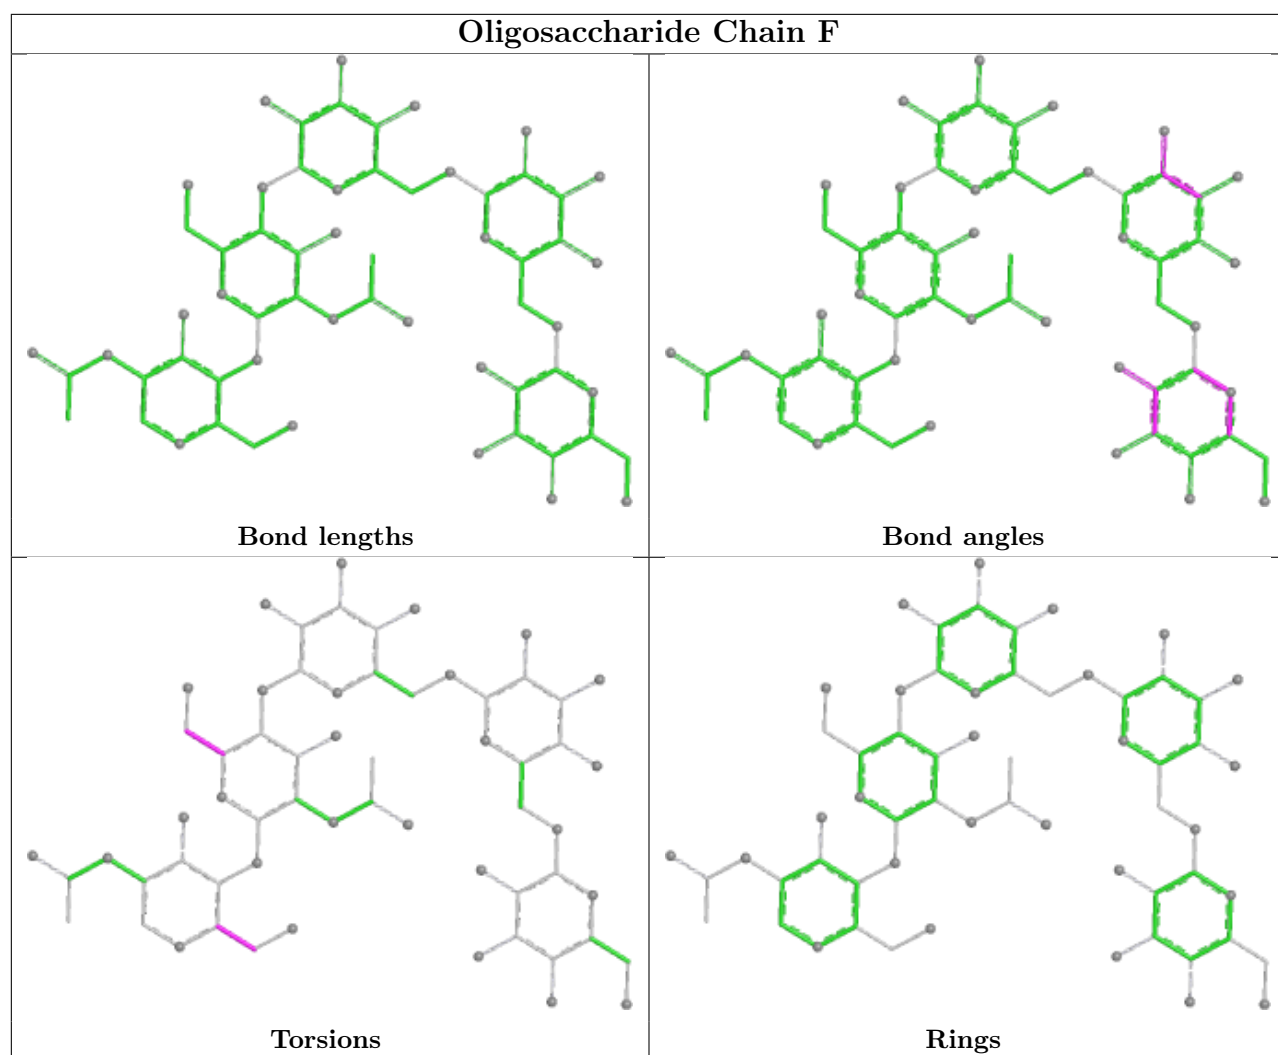 Oligosaccharide Chain F
Bond lengths
Bond angles
Torsions
Rings